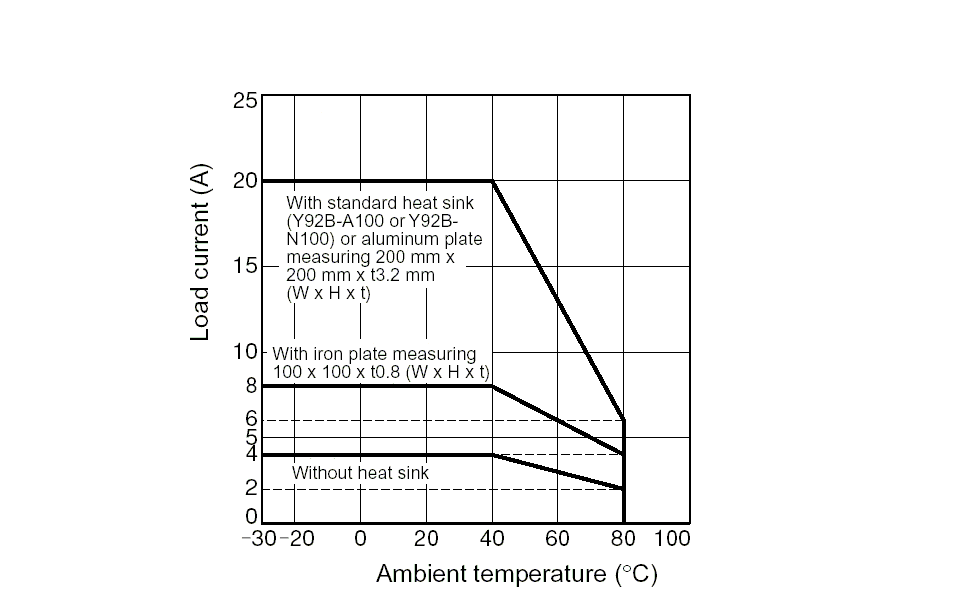 25
20
With standard heat sink
(Y92B-A100 or Y92B-
N100) or aluminum plate
measuring 200 mm x
15
200 mm x t3.2 mm
(W x H x t)
Load current (A)
10
With iron plate measuring
100 x 100 x t0.8 (W x H x t)
8
6
5
4
Without heat sink
2
0
−30 −20 0 20 40 60 80 100
Ambient temperature (°C)